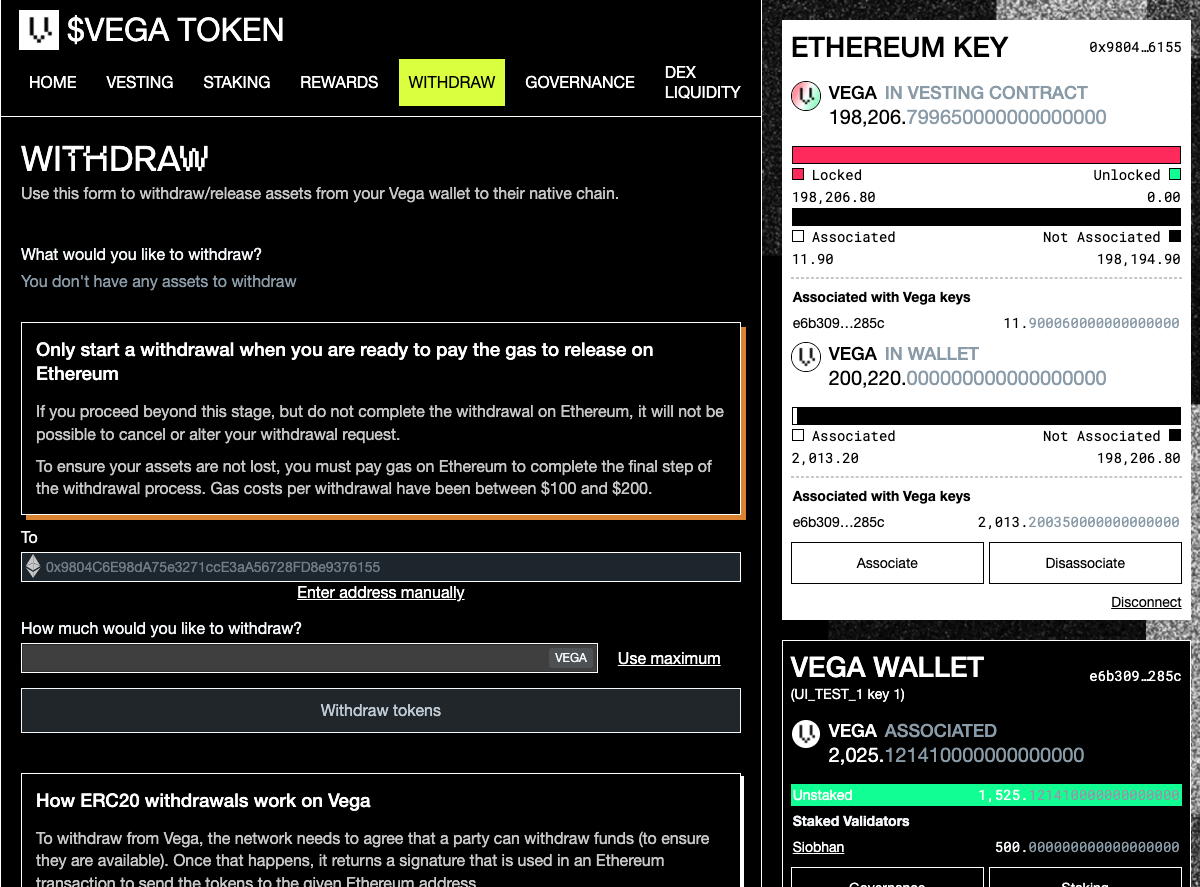 $VEGA TOKEN
HOME VESTING STAKING REWARDS WITHDRAW GOVERNANCE DEX LIQUIDITY
WITHDRAW
Use this form to withdraw/release assets from your Vega wallet to their native chain.
What would you like to withdraw?
You don't have any assets to withdraw
Only start a withdrawal when you are ready to pay the gas to release on
Ethereum
If you proceed beyond this stage, but do not complete the withdrawal on Ethereum, it will not be
possible to cancel or alter your withdrawal request.
To ensure your assets are not lost, you must pay gas on Ethereum to complete the final step of
the withdrawal process. Gas costs per withdrawal have been between $100 and $200.
To
0x9804C6E98dA75e3271ccE3aA56728FD8e9376155
Enter address manually
How much would you like to withdraw?
VEGA Use maximum
Withdraw tokens
How ERC20 withdrawals work on Vega
To withdraw from Vega, the network needs to agree that a party can withdraw funds (to ensure
they are available). Once that happens, it returns a signature that is used in an Ethereum
transaction to send the tokens to the given Ethereum address.
ETHEREUM KEY 0x9804…6155
VEGA IN VESTING CONTRACT
198,206.799650000000000000
Locked Unlocked
198,206.80 0.00
Associated Not Associated
11.90 198,194.90
Associated with Vega keys
e6b309…285c 11.900060000000000000
VEGA IN WALLET
200,220.000000000000000000
Associated Not Associated
2,013.20 198,206.80
Associated with Vega keys
e6b309…285c 2,013.200350000000000000
Associate Disassociate
Disconnect
VEGA WALLET e6b309…285c
(UI_TEST_1 key 1)
VEGA ASSOCIATED
2,025.121410000000000000
Unstaked 1,525.121410000000000000
Staked Validators
Siobhan 500.000000000000000000
Governance Staking